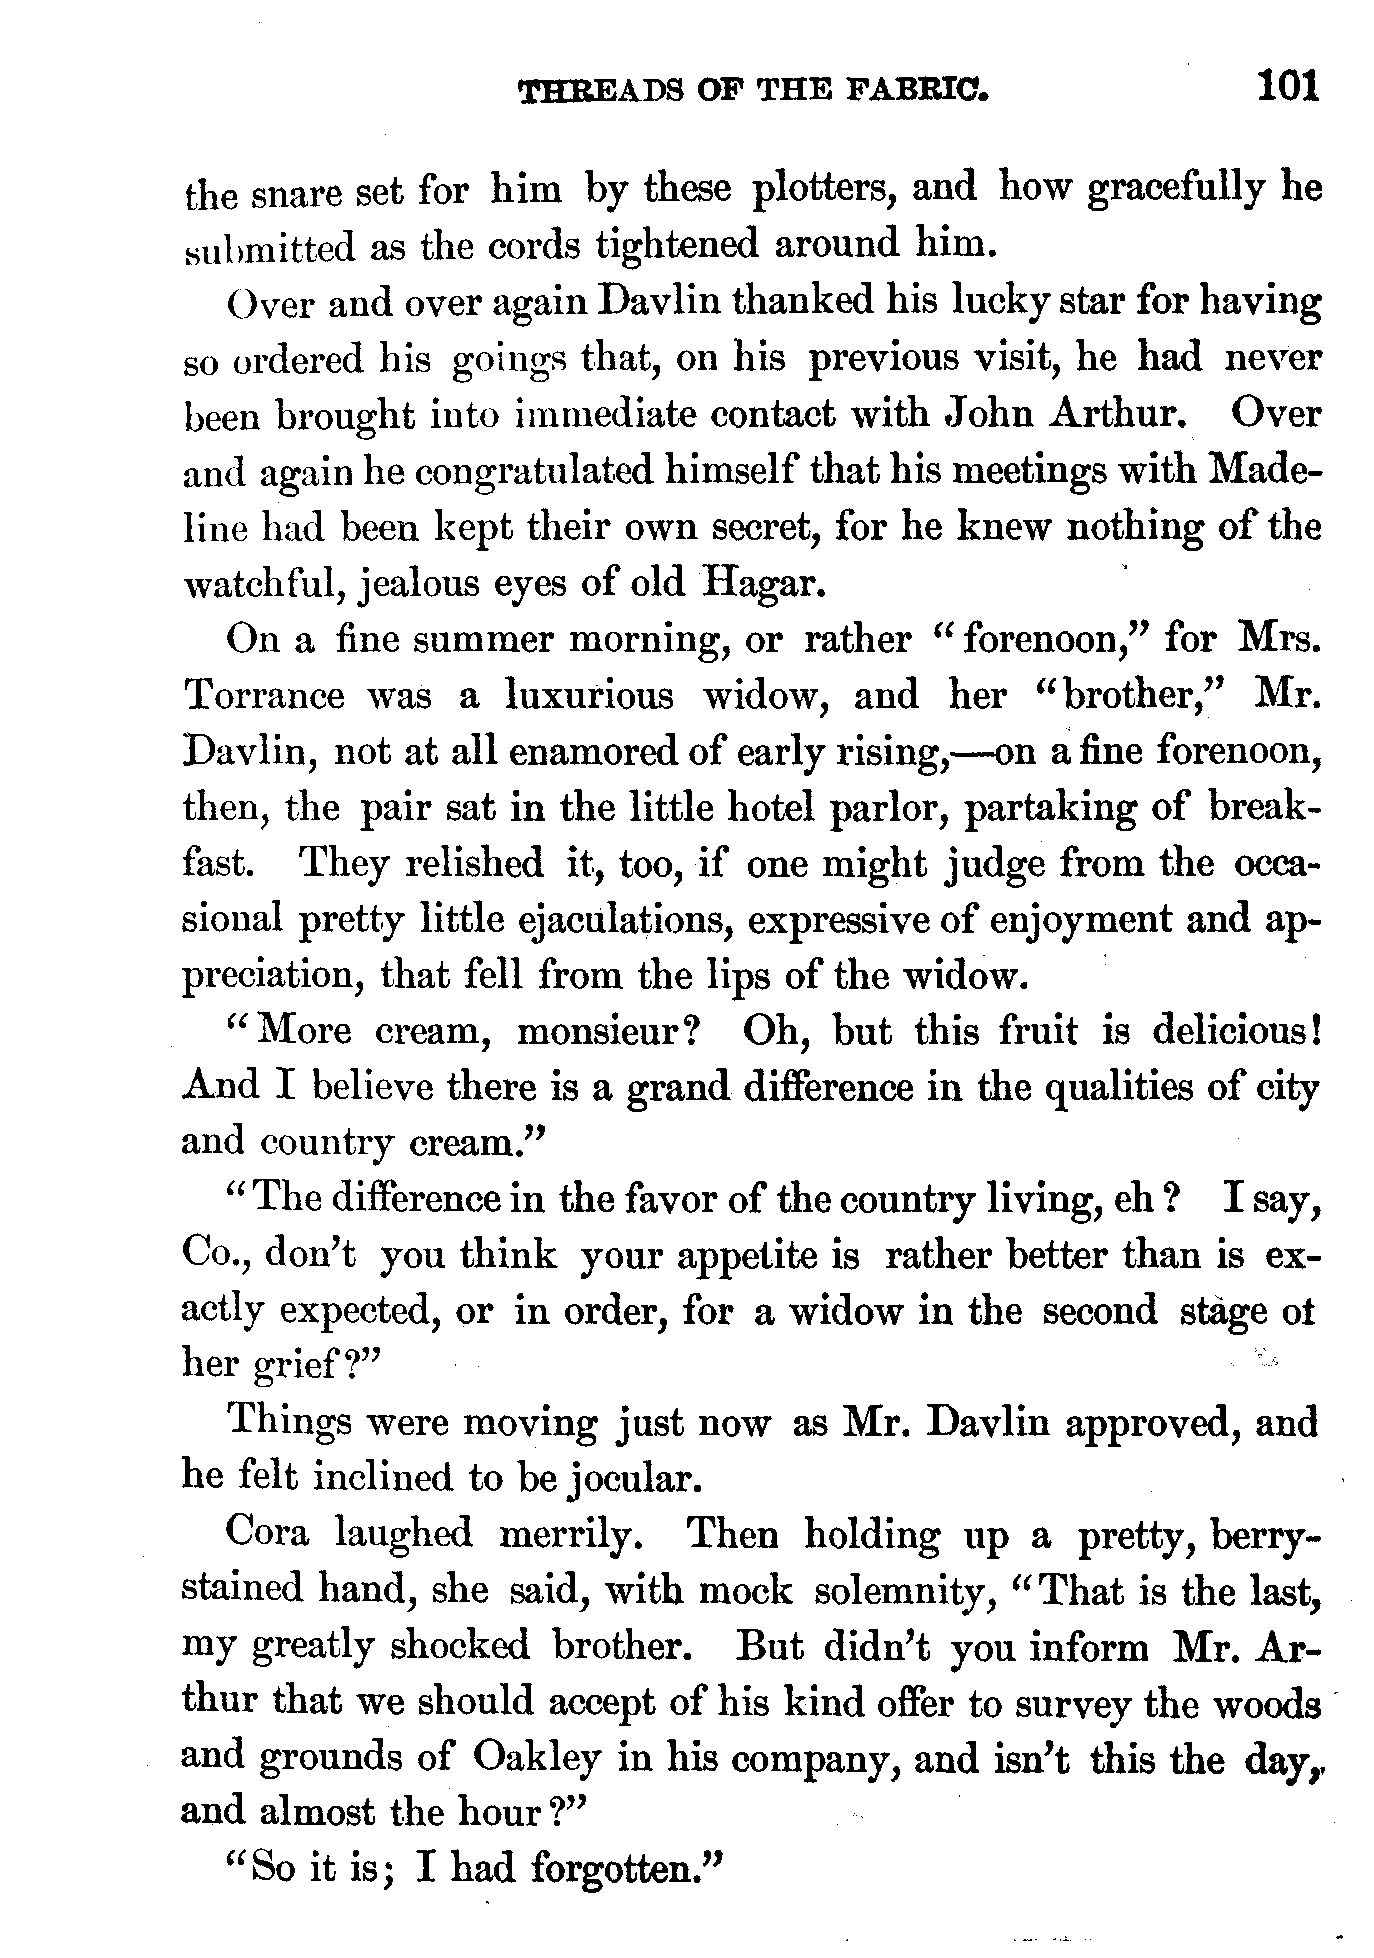 THREADS OF THE FABRIC. 101
the snare set for him by these plotters, and how gracefully he
submitted as the cords tightened around him.
Over and over again Davlin thanked his lucky star for having
so ordered his goings that, on his previous visit, he had never
been brought into immediate contact with John Arthur. Over
and again he congratulated himself that his meetings with Made-
line had been kept their own secret, for he knew nothing of the
watchful, jealous eyes of old Hagar.
On a fine summer morning, or rather "forenoon," for Mrs.
Torrance was a luxurious widow, and her "brother," Mr.
Davlin, not at all enamored of early rising,—on a fine forenoon,
then, the pair sat in the little hotel parlor, partaking of break-
fast. They relished it, too, if one might judge from the occa-
sional pretty little ejaculations, expressive of enjoyment and ap-
preciation, that fell from the lips of the widow.
"More cream, monsieur? Oh, but this fruit is delicious!
And I believe there is a grand difference in the qualities of city
and country cream."
"The difference in the favor of the country living, eh? I say,
Co., don't you think your appetite is rather better than is ex-
actly expected, or in order, for a widow in the second stage of
her grief?"
Things were moving just now as Mr. Davlin approved, and
he felt inclined to be jocular.
Cora laughed merrily. Then holding up a pretty, berry-
stained hand, she said, with mock solemnity, "That is the last,
my greatly shocked brother. But didn't you inform Mr. Ar-
thur that we should accept of his kind offer to survey the woods
and grounds of Oakley in his company, and isn't this the day,
and almost the hour?"
"So it is; I had forgotten."